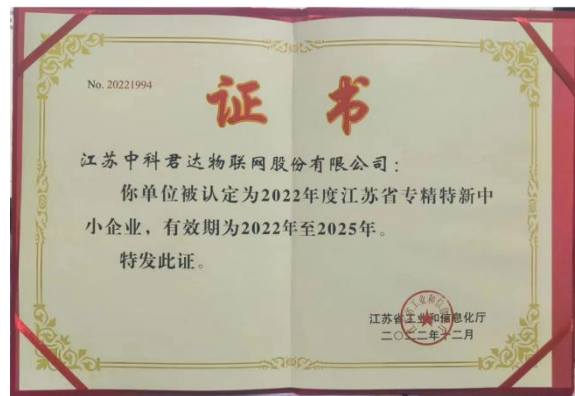 No. 20221994
证书
江苏中科君达物联网股份有限公司：
你单位被认定为2022年度江苏省专精特新中
小企业，有效期为2022年至2025年。
特发此证。
江苏省工业和信息化厅
二〇二二年十二月